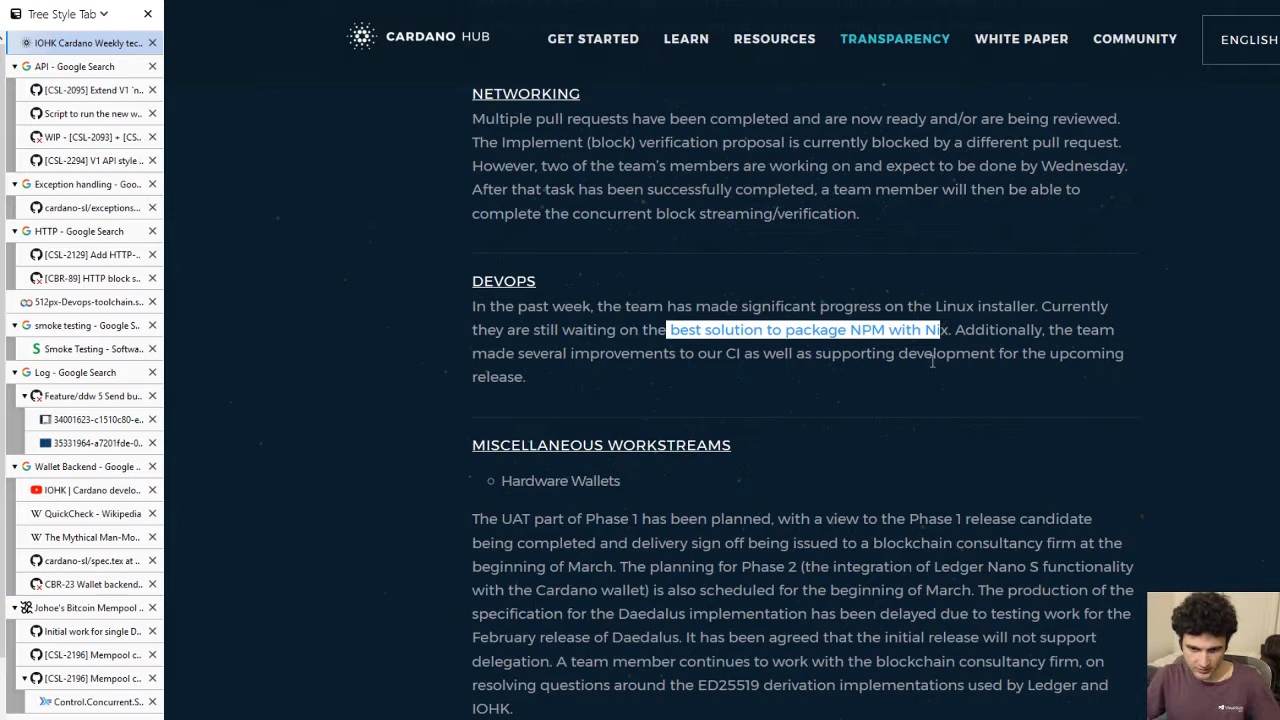 Tree Style Tab
IOHK Cardano Weekly tec..
API - Google Search
[CSL-2095] Extend V1 `n..
Script to run the new w..
WIP - [CSL-2093] + [CS..
[CSL-2294] V1 API style ..
Exception handling - Goo..
cardano-sl/exceptions..
HTTP - Google Search
[CSL-2129] Add HTTP-..
[CBR-89] HTTP block s..
512px-Devops-toolchain.s..
smoke testing - Google S..
Smoke Testing - Softwa..
Log - Google Search
Feature/ddw 5 Send bu..
34001623-c1510c80-e..
35331964-a7201fde-0..
Wallet Backend - Google ..
IOHK | Cardano develo..
QuickCheck - Wikipedia
The Mythical Man-Mo..
cardano-sl/spec.tex at ..
CBR-23 Wallet backend..
Johoe's Bitcoin Mempool ..
Initial work for single D..
[CSL-2196] Mempool c..
[CSL-2196] Mempool c..
Control.Concurrent.S..
CARDANO HUB
GET STARTED LEARN RESOURCES TRANSPARENCY WHITE PAPER COMMUNITY ENGLISH
NETWORKING
Multiple pull requests have been completed and are now ready and/or are being reviewed.
The Implement (block) verification proposal is currently blocked by a different pull request.
However, two of the team's members are working on and expect to be done by Wednesday.
After that task has been successfully completed, a team member will then be able to
complete the concurrent block streaming/verification.
DEVOPS
In the past week, the team has made significant progress on the Linux installer. Currently
they are still waiting on the best solution to package NPM with Nix. Additionally, the team
made several improvements to our CI as well as supporting development for the upcoming
release.
MISCELLANEOUS WORKSTREAMS
Hardware Wallets
The UAT part of Phase 1 has been planned, with a view to the Phase 1 release candidate
being completed and delivery sign off being issued to a blockchain consultancy firm at the
beginning of March. The planning for Phase 2 (the integration of Ledger Nano S functionality
with the Cardano wallet) is also scheduled for the beginning of March. The production of the
specification for the Daedalus implementation has been delayed due to testing work for the
February release of Daedalus. It has been agreed that the initial release will not support
delegation. A team member continues to work with the blockchain consultancy firm, on
resolving questions around the ED25519 derivation implementations used by Ledger and
IOHK.